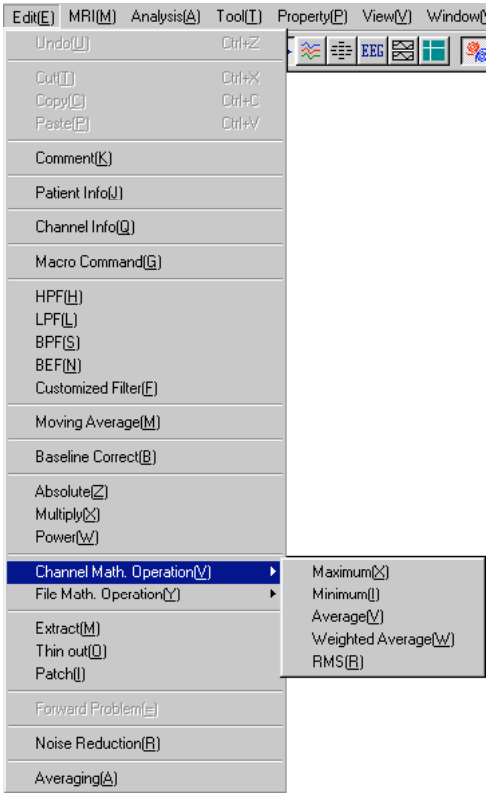 Edit(E) MRI(M) Analysis(A) Tool(T) Property(P) View(V) Window(
Undo(U) Ctrl+Z
EEG
Cut(T) Ctrl+X
Copy(C) Ctrl+C
Paste(P) Ctrl+V
Comment(K)
Patient Info(J)
Channel Info(Q)
Macro Command(G)
HPF(H)
LPF(L)
BPF(S)
BEF(N)
Customized Filter(F)
Moving Average(M)
Baseline Correct(B)
Absolute(Z)
Multiply(X)
Power(W)
Channel Math. Operation(V)
File Math. Operation(Y)
Maximum(X)
Minimum(I)
Average(V)
Weighted Average(W)
RMS(R)
Extract(M)
Thin out(O)
Patch(I)
Forward Problem(=)
Noise Reduction(R)
Averaging(A)